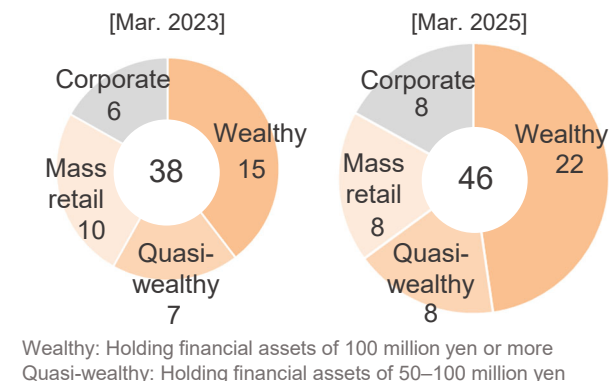 [Mar. 2023]
Corporate
6
Wealthy
15
38
Mass
retail
10
Quasi-
wealthy
7
[Mar. 2025]
Corporate
8
Wealthy
22
46
Mass
retail
8
Quasi-
wealthy
8
Wealthy: Holding financial assets of 100 million yen or more
Quasi-wealthy: Holding financial assets of 50–100 million yen